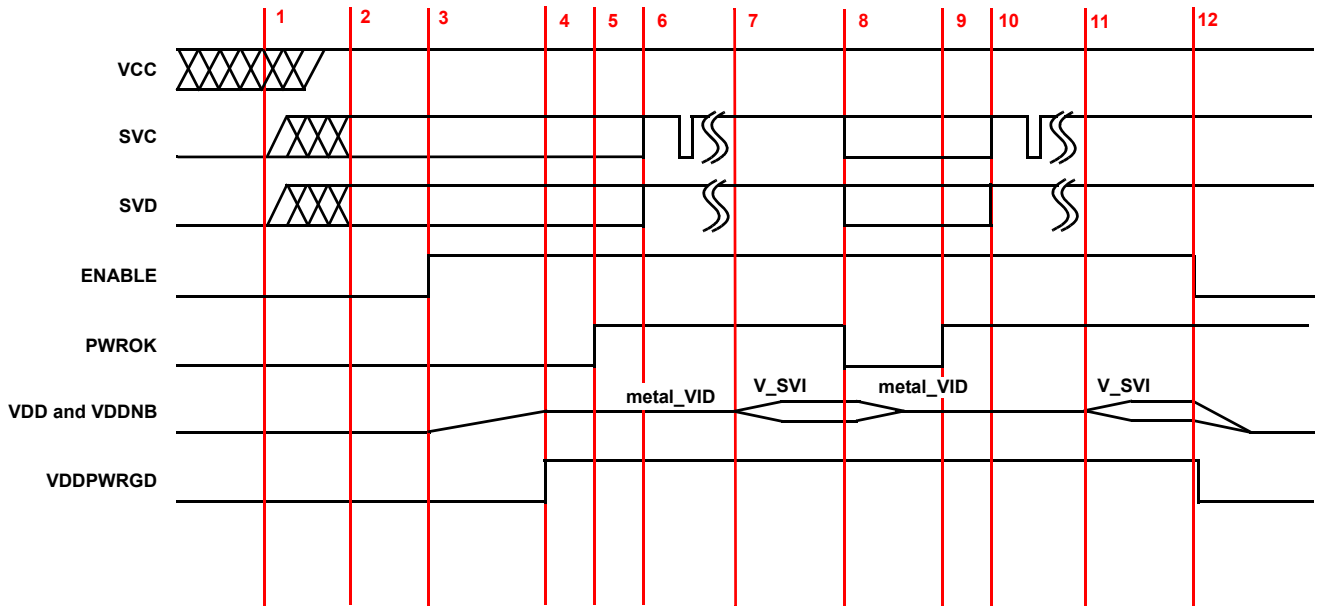 1 2 3 4 5 6 7 8 9 10 11 12
VCC
SVC
SVD
ENABLE
PWROK
metal_VID V_SVI metal_VID V_SVI
VDD and VDDNB
VDDPWRGD